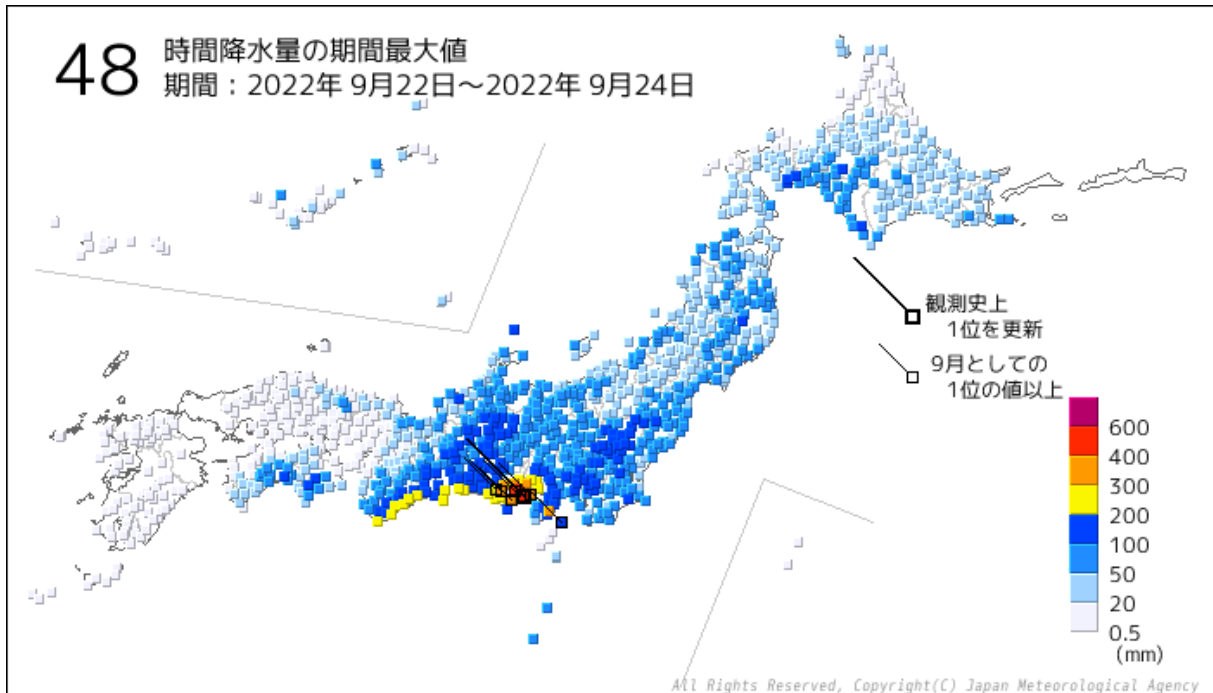 48
時間降水量の期間最大値
期間：2022年 9月22日～2022年 9月24日
観測史上
1位を更新
9月としての
1位の値以上
600
400
300
200
100
50
20
0.5
(mm)
All Rights Reserved, Copyright(C) Japan Meteorological Agency